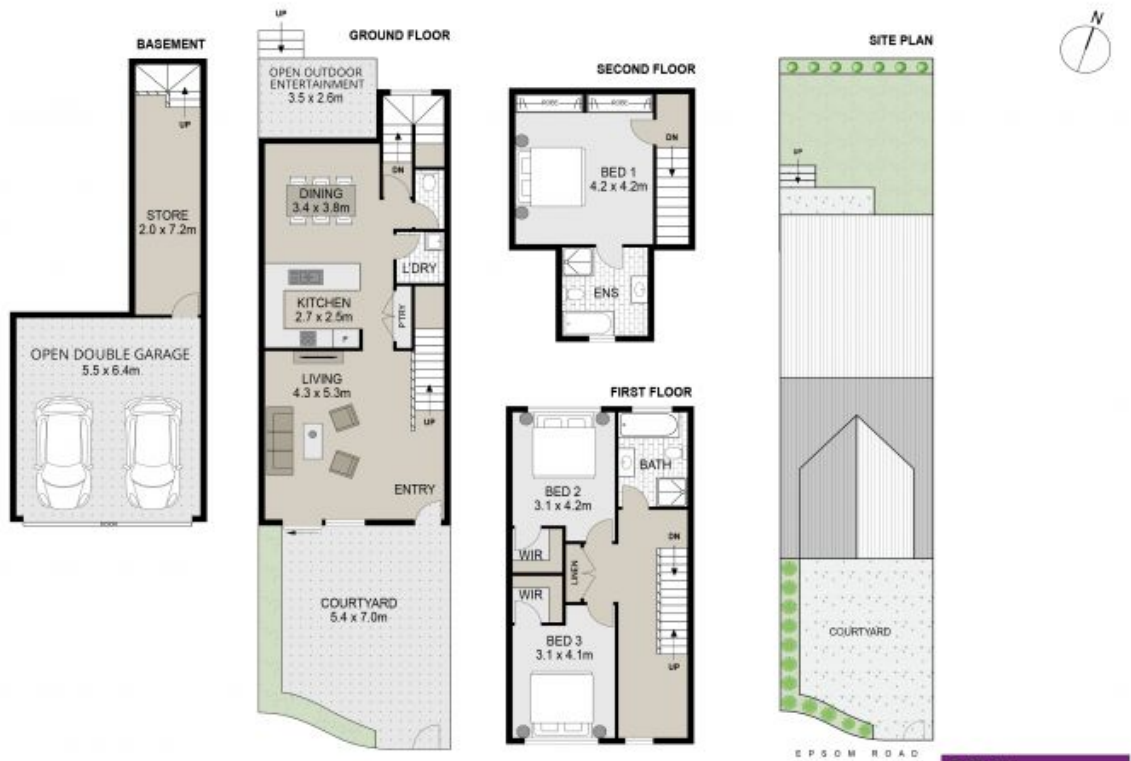 BASEMENT
UP
STORE
2.0 x 7.2m
OPEN DOUBLE GARAGE
5.5 x 6.4m
DOOR
UP
GROUND FLOOR
OPEN OUTDOOR
ENTERTAINMENT
3.5 x 2.6m
DN
DINING
3.4 x 3.8m
L'DRY
KITCHEN
2.7 x 2.5m
PTRY
F
LIVING
4.3 x 5.3m
UP
ENTRY
COURTYARD
5.4 x 7.0m
SECOND FLOOR
ROBE
ROBE
DN
BED 1
4.2 x 4.2m
ENS
FIRST FLOOR
BATH
BED 2
3.1 x 4.2m
DN
WIR
LINEN
WIR
BED 3
3.1 x 4.1m
UP
SITE PLAN
UP
COURTYARD
EPSOM ROAD
N